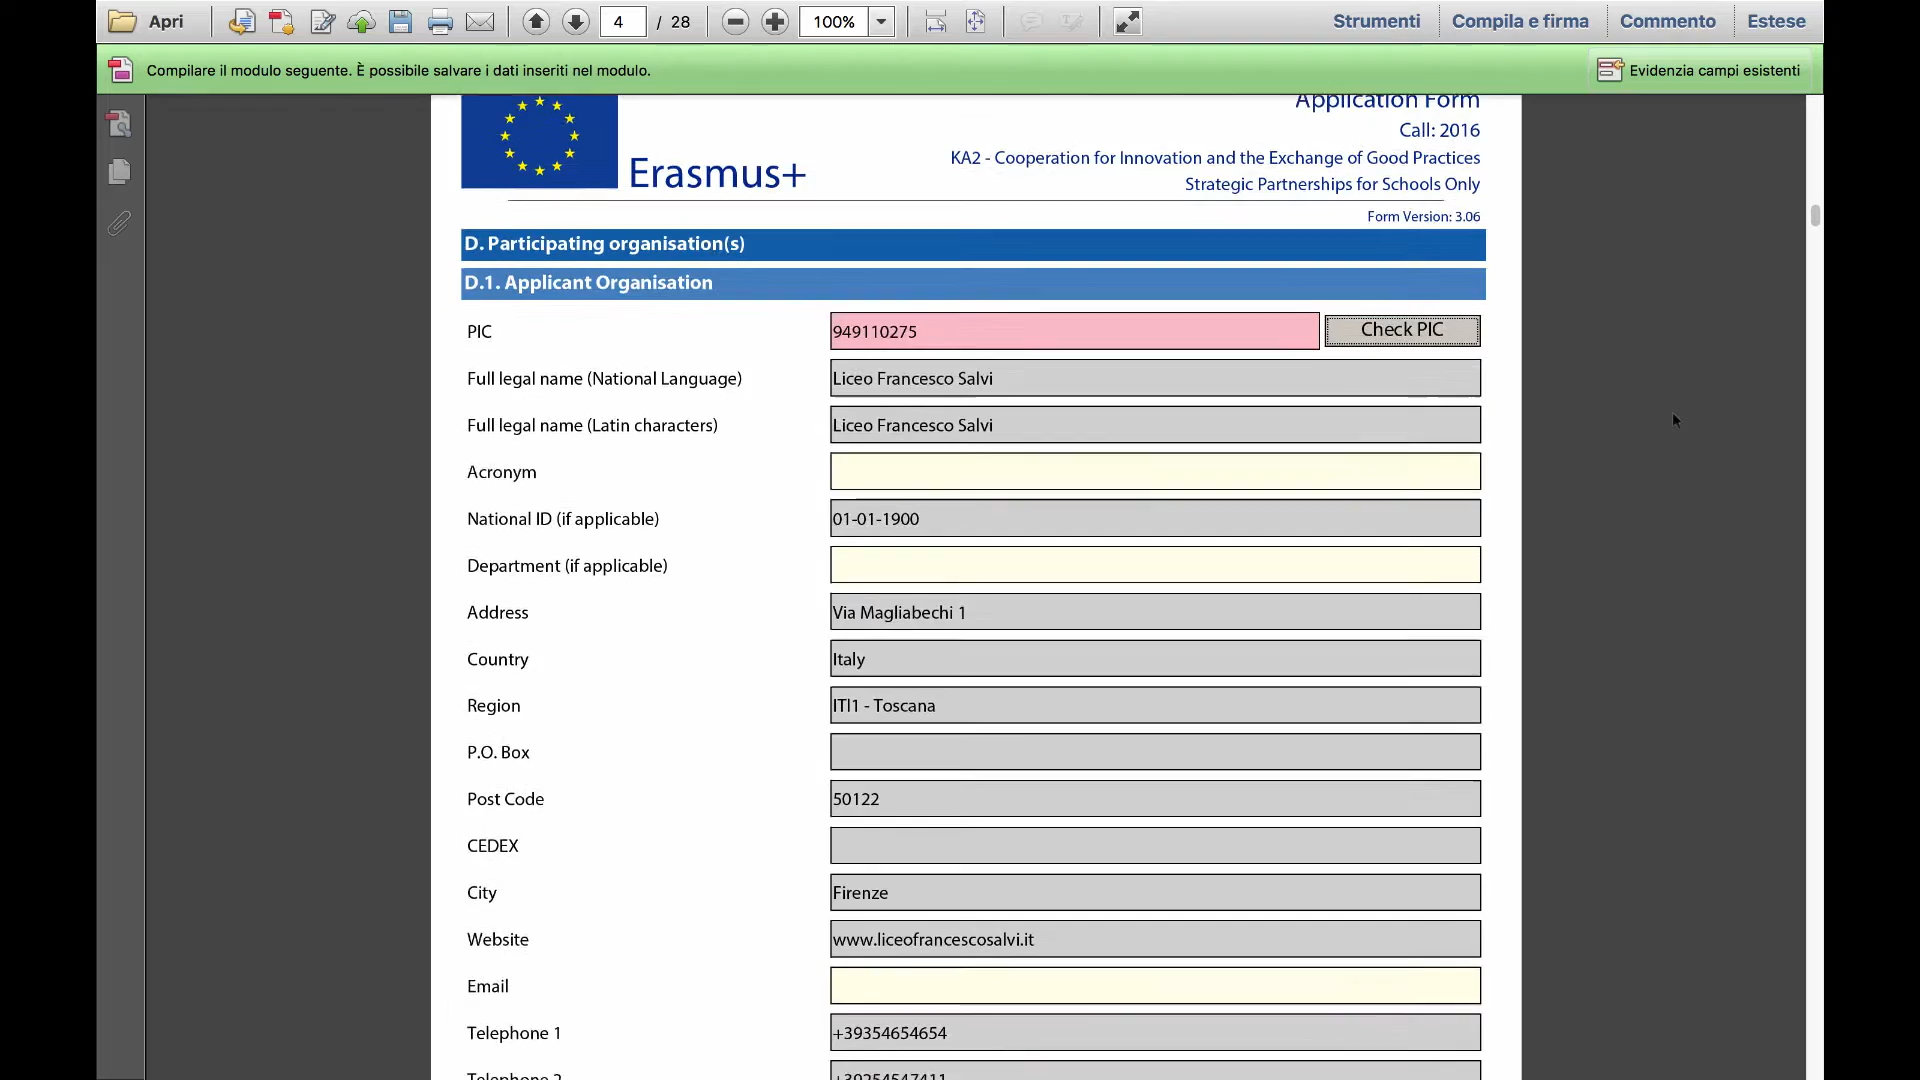 Apri
4 / 28
100%
Strumenti
Compila e firma
Commento
Estese
Compilare il modulo seguente. È possibile salvare i dati inseriti nel modulo.
Evidenzia campi esistenti
Application Form
Call: 2016
Erasmus+
KA2 - Cooperation for Innovation and the Exchange of Good Practices
Strategic Partnerships for Schools Only
Form Version: 3.06
D. Participating organisation(s)
D.1. Applicant Organisation
PIC 949110275 Check PIC
Full legal name (National Language) Liceo Francesco Salvi
Full legal name (Latin characters) Liceo Francesco Salvi
Acronym
National ID (if applicable) 01-01-1900
Department (if applicable)
Address Via Magliabechi 1
Country Italy
Region ITI1 - Toscana
P.O. Box
Post Code 50122
CEDEX
City Firenze
Website www.liceofrancescosalvi.it
Email
Telephone 1 +39354654654
Telephone 2